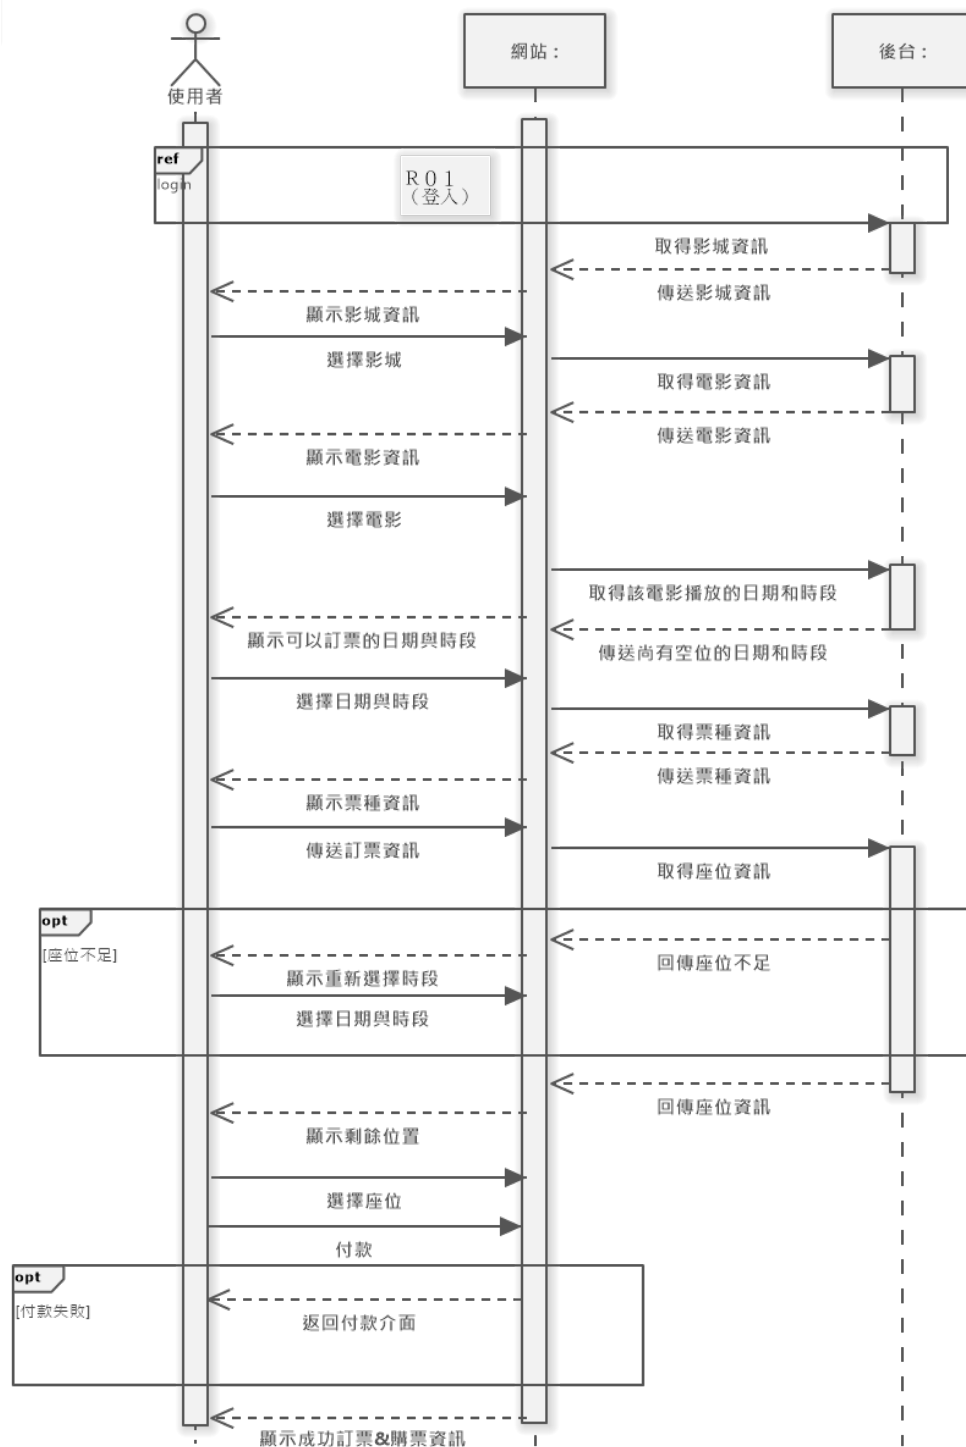 使用者
網站：
後台：
ref
login
R01
（登入）
取得影城資訊
傳送影城資訊
顯示影城資訊
選擇影城
取得電影資訊
傳送電影資訊
顯示電影資訊
選擇電影
取得該電影播放的日期和時段
顯示可以訂票的日期與時段
傳送尚有空位的日期和時段
選擇日期與時段
取得票種資訊
傳送票種資訊
顯示票種資訊
傳送訂票資訊
取得座位資訊
opt
[座位不足]
回傳座位不足
顯示重新選擇時段
選擇日期與時段
回傳座位資訊
顯示剩餘位置
選擇座位
付款
opt
[付款失敗]
返回付款介面
顯示成功訂票&購票資訊